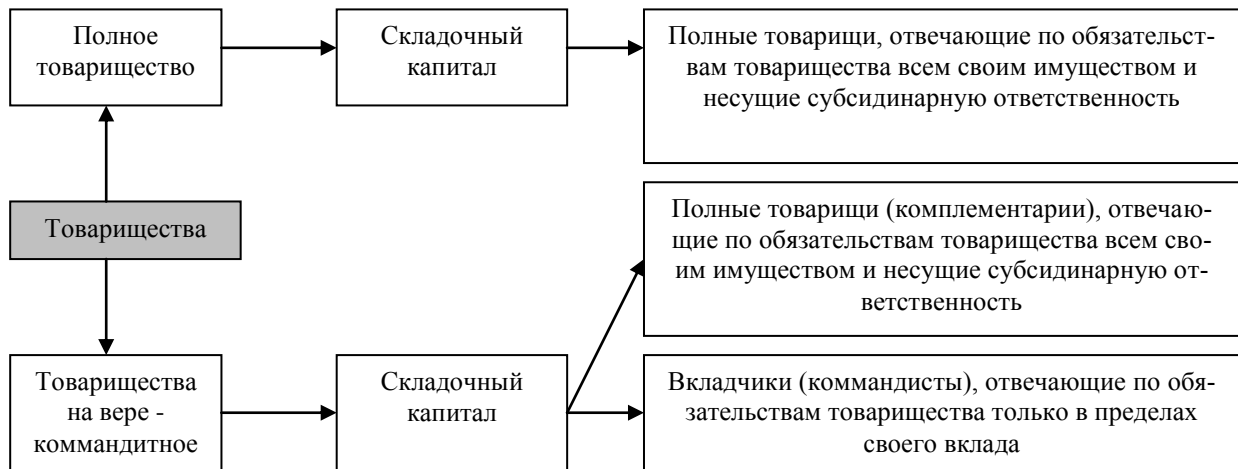 Полное
товарищество
Складочный
капитал
Полные товарищи, отвечающие по обязательст-
вам товарищества всем своим имуществом и
несущие субсидинарную ответственность
Товарищества
Полные товарищи (комплементарии), отвечаю-
щие по обязательствам товарищества всем сво-
им имуществом и несущие субсидинарную от-
ветственность
Товарищества
на вере -
коммандитное
Складочный
капитал
Вкладчики (коммандисты), отвечающие по обя-
зательствам товарищества только в пределах
своего вклада